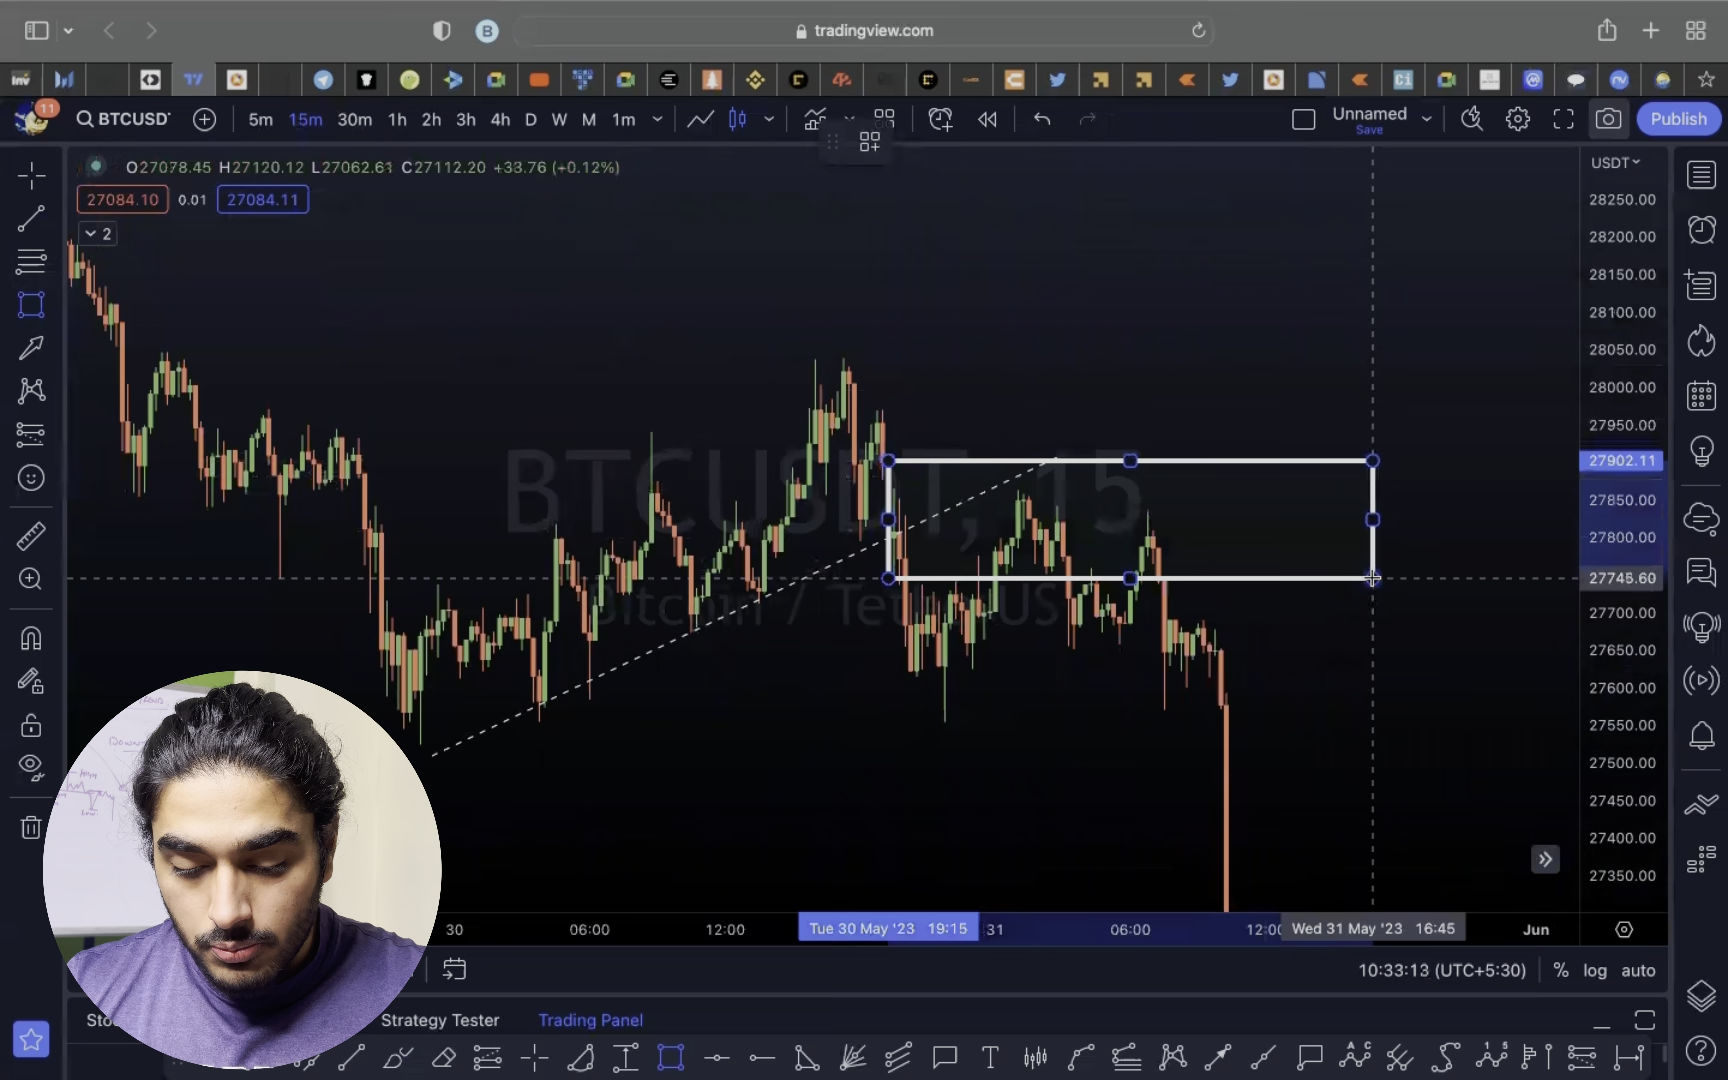 tradingview.com
11
BTCUSDT
5m 15m 30m 1h 2h 3h 4h D W M 1m
Unnamed
Save
Publish
O27078.45 H27120.12 L27062.61 C27112.20 +33.76 (+0.12%)
USDT
27084.10 0.01 27084.11
2
28250.00
28200.00
28150.00
28100.00
28050.00
28000.00
27950.00
27902.11
27850.00
27800.00
27745.60
27700.00
27650.00
27600.00
27550.00
27500.00
27450.00
27400.00
27350.00
BTCUSDT, 15
Bitcoin / TetherUS
30 06:00 12:00 Tue 30 May '23 19:15 31 06:00 12:00 Wed 31 May '23 16:45 Jun
10:33:13 (UTC+5:30) % log auto
Strategy Tester Trading Panel